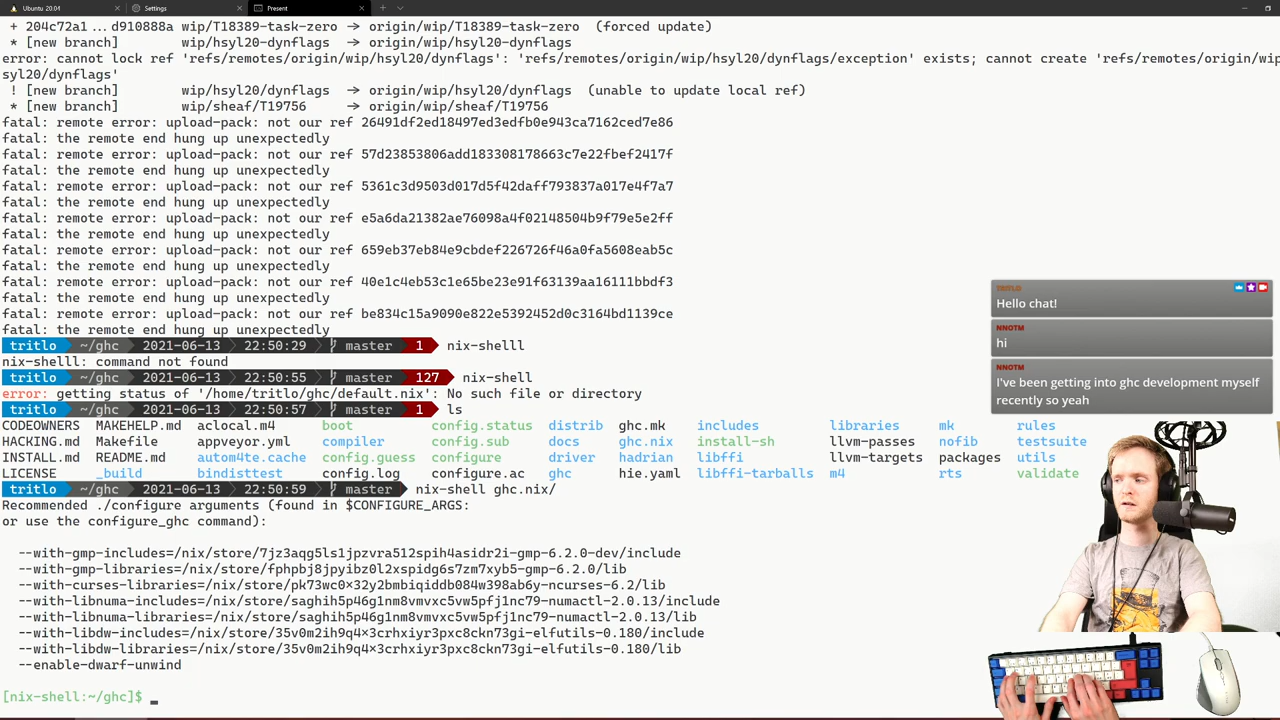 Ubuntu 20.04
Settings
Present
+ 204c72a1...d910888a wip/T18389-task-zero → origin/wip/T18389-task-zero (forced update)
* [new branch] wip/hsyl20-dynflags → origin/wip/hsyl20-dynflags
error: cannot lock ref 'refs/remotes/origin/wip/hsyl20/dynflags': 'refs/remotes/origin/wip/hsyl20/dynflags/exception' exists; cannot create 'refs/remotes/origin/wip/h
syl20/dynflags'
! [new branch] wip/hsyl20/dynflags → origin/wip/hsyl20/dynflags (unable to update local ref)
* [new branch] wip/sheaf/T19756 → origin/wip/sheaf/T19756
fatal: remote error: upload-pack: not our ref 26491df2ed18497ed3edfb0e943ca7162ced7e86
fatal: the remote end hung up unexpectedly
fatal: remote error: upload-pack: not our ref 57d23853806add183308178663c7e22fbef2417f
fatal: the remote end hung up unexpectedly
fatal: remote error: upload-pack: not our ref 5361c3d9503d017d5f42daff793837a017e4f7a7
fatal: the remote end hung up unexpectedly
fatal: remote error: upload-pack: not our ref e5a6da21382ae76098a4f02148504b9f79e5e2ff
fatal: the remote end hung up unexpectedly
fatal: remote error: upload-pack: not our ref 659eb37eb84e9cbdef226726f46a0fa5608eab5c
fatal: the remote end hung up unexpectedly
fatal: remote error: upload-pack: not our ref 40e1c4eb53c1e65be23e91f63139aa16111bbdf3
fatal: the remote end hung up unexpectedly
fatal: remote error: upload-pack: not our ref be834c15a9090e822e5392452d0c3164bd1139ce
fatal: the remote end hung up unexpectedly
tritlo ~/ghc 2021-06-13 22:50:29 master 1 nix-shelll
nix-shelll: command not found
tritlo ~/ghc 2021-06-13 22:50:55 master 127 nix-shell
error: getting status of '/home/tritlo/ghc/default.nix': No such file or directory
tritlo ~/ghc 2021-06-13 22:50:57 master 1 ls
CODEOWNERS MAKEHELP.md aclocal.m4 boot config.status distrib ghc.mk includes libraries mk rules
HACKING.md Makefile appveyor.yml compiler config.sub docs ghc.nix install-sh llvm-passes nofib testsuite
INSTALL.md README.md autom4te.cache config.guess configure driver hadrian libffi llvm-targets packages utils
LICENSE _build bindisttest config.log configure.ac ghc hie.yaml libffi-tarballs m4 rts validate
tritlo ~/ghc 2021-06-13 22:50:59 master nix-shell ghc.nix/
Recommended ./configure arguments (found in $CONFIGURE_ARGS:
or use the configure_ghc command):
--with-gmp-includes=/nix/store/7jz3aqg5ls1jpzvra512spih4asidr2i-gmp-6.2.0-dev/include
--with-gmp-libraries=/nix/store/fphpbj8jpyibz0l2xspidg6s7zm7xyb5-gmp-6.2.0/lib
--with-curses-libraries=/nix/store/pk73wc0×32y2bmbiqiddb084w398ab6y-ncurses-6.2/lib
--with-libnuma-includes=/nix/store/saghih5p46g1nm8vmvxc5vw5pfj1nc79-numactl-2.0.13/include
--with-libnuma-libraries=/nix/store/saghih5p46g1nm8vmvxc5vw5pfj1nc79-numactl-2.0.13/lib
--with-libdw-includes=/nix/store/35v0m2ih9q4×3crhxiyr3pxc8ckn73gi-elfutils-0.180/include
--with-libdw-libraries=/nix/store/35v0m2ih9q4×3crhxiyr3pxc8ckn73gi-elfutils-0.180/lib
--enable-dwarf-unwind
[nix-shell:~/ghc]$
TRITLO
Hello chat!
NNOTM
hi
NNOTM
I've been getting into ghc development myself
recently so yeah